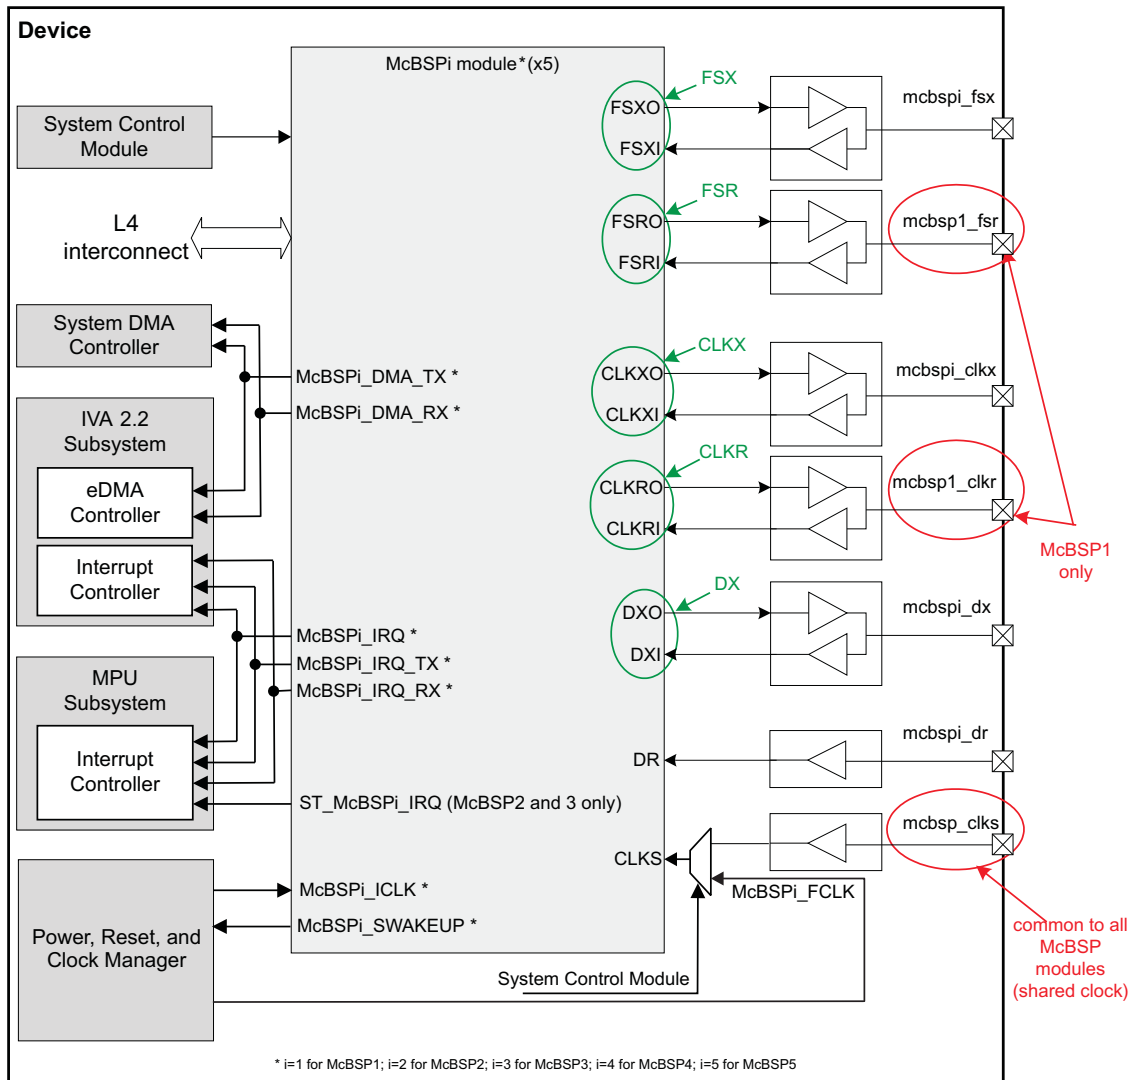 Device
McBSPi module * (x5)
System Control
Module
L4
interconnect
System DMA
Controller
IVA 2.2
Subsystem
eDMA
Controller
Interrupt
Controller
MPU
Subsystem
Interrupt
Controller
Power, Reset, and
Clock Manager
McBSPi_DMA_TX *
McBSPi_DMA_RX *
McBSPi_IRQ *
McBSPi_IRQ_TX *
McBSPi_IRQ_RX *
ST_McBSPi_IRQ (McBSP2 and 3 only)
McBSPi_ICLK *
McBSPi_SWAKEUP *
FSX
FSXO
FSXI
mcbspi_fsx
FSR
FSRO
FSRI
mcbsp1_fsr
CLKX
CLKXO
CLKXI
mcbspi_clkx
CLKR
CLKRO
CLKRI
mcbsp1_clkr
McBSP1
only
DX
DXO
DXI
mcbspi_dx
DR
mcbspi_dr
CLKS
mcbsp_clks
McBSPi_FCLK
common to all
McBSP
modules
(shared clock)
System Control Module
* i=1 for McBSP1; i=2 for McBSP2; i=3 for McBSP3; i=4 for McBSP4; i=5 for McBSP5